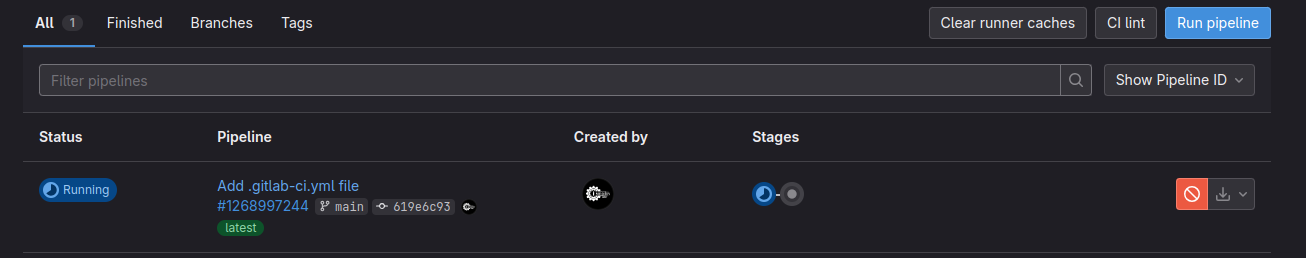 All 1 Finished Branches Tags Clear runner caches CI lint Run pipeline
Filter pipelines Show Pipeline ID
Status Pipeline Created by Stages
Running Add .gitlab-ci.yml file
#1268997244 main 619e6c93
latest